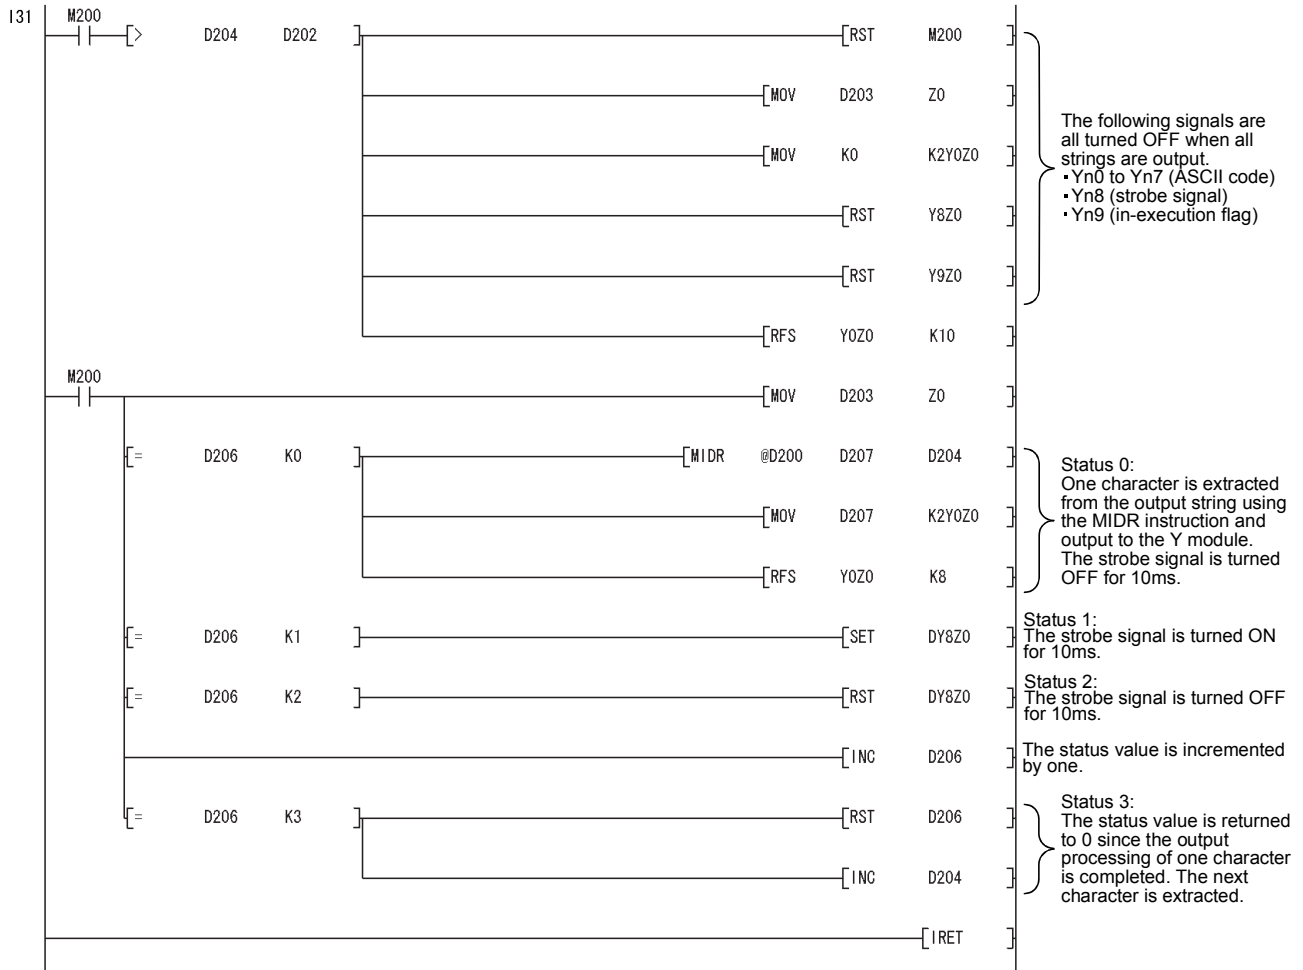 I31
M200
[> D204 D202 ]
[RST M200 ]
[MOV D203 Z0 ]
[MOV K0 K2Y0Z0 ]
[RST Y8Z0 ]
[RST Y9Z0 ]
[RFS Y0Z0 K10 ]
The following signals are
all turned OFF when all
strings are output.
▪ Yn0 to Yn7 (ASCII code)
▪ Yn8 (strobe signal)
▪ Yn9 (in-execution flag)
M200
[MOV D203 Z0 ]
[= D206 K0 ]
[MIDR @D200 D207 D204 ]
[MOV D207 K2Y0Z0 ]
[RFS Y0Z0 K8 ]
Status 0:
One character is extracted
from the output string using
the MIDR instruction and
output to the Y module.
The strobe signal is turned
OFF for 10ms.
[= D206 K1 ]
[SET DY8Z0 ]
Status 1:
The strobe signal is turned ON
for 10ms.
[= D206 K2 ]
[RST DY8Z0 ]
Status 2:
The strobe signal is turned OFF
for 10ms.
[INC D206 ]
The status value is incremented
by one.
[= D206 K3 ]
[RST D206 ]
[INC D204 ]
Status 3:
The status value is returned
to 0 since the output
processing of one character
is completed. The next
character is extracted.
[IRET ]